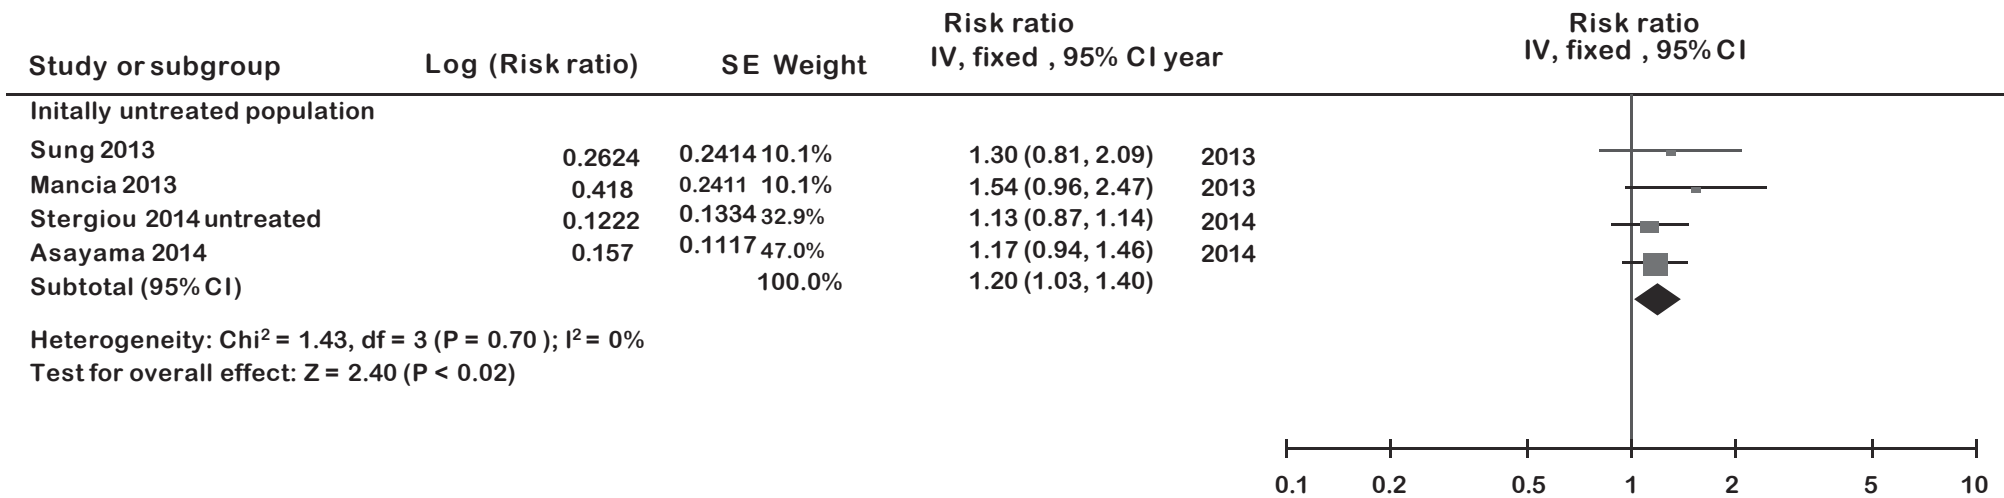 Risk ratio Risk ratio
Study or subgroup Log (Risk ratio) SE Weight IV, fixed , 95% CI year IV, fixed , 95% CI
Initally untreated population
Sung 2013 0.2624 0.2414 10.1% 1.30 (0.81, 2.09) 2013
Mancia 2013 0.418 0.2411 10.1% 1.54 (0.96, 2.47) 2013
Stergiou 2014 untreated 0.1222 0.1334 32.9% 1.13 (0.87, 1.14) 2014
Asayama 2014 0.157 0.1117 47.0% 1.17 (0.94, 1.46) 2014
Subtotal (95% CI) 100.0% 1.20 (1.03, 1.40)
Heterogeneity: Chi² = 1.43, df = 3 (P = 0.70 ); I² = 0%
Test for overall effect: Z = 2.40 (P < 0.02)
0.1 0.2 0.5 1 2 5 10